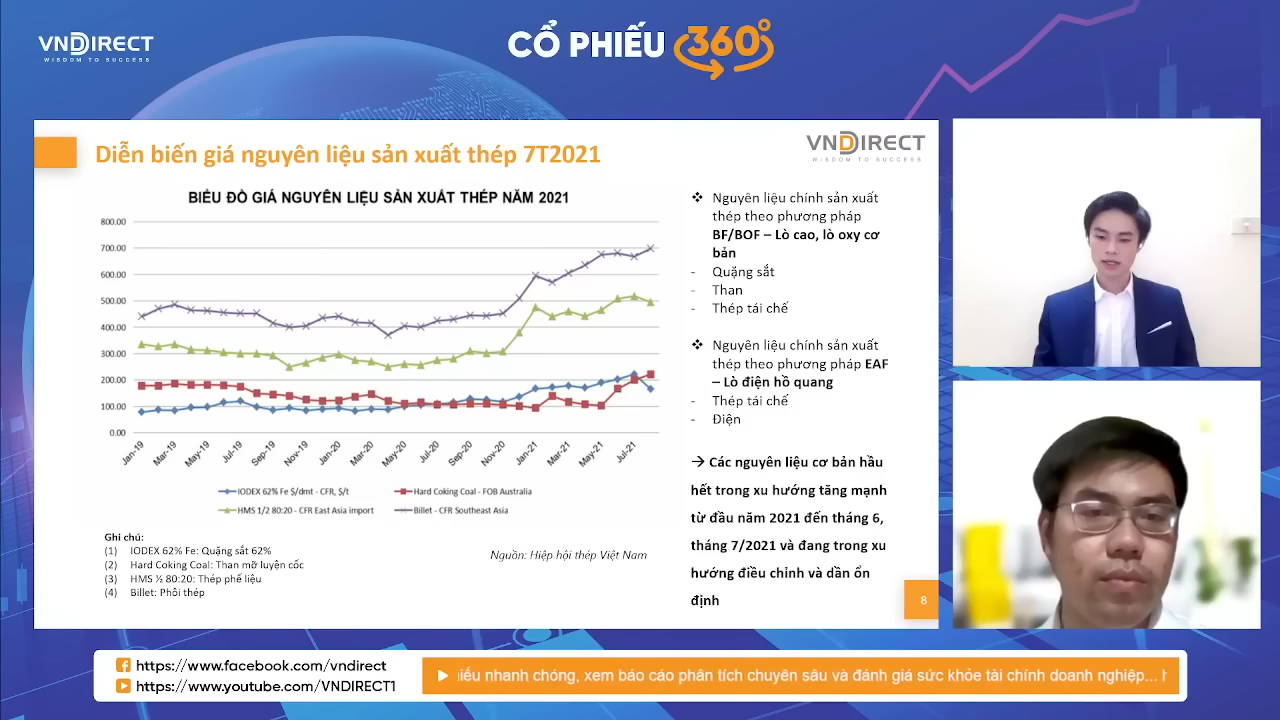 VNDIRECT
WISDOM TO SUCCESS
CỔ PHIẾU 360°
Diễn biến giá nguyên liệu sản xuất thép 7T2021
VNDIRECT
WISDOM TO SUCCESS
BIỂU ĐỒ GIÁ NGUYÊN LIỆU SẢN XUẤT THÉP NĂM 2021
800.00
700.00
600.00
500.00
400.00
300.00
200.00
100.00
0.00
Jan-19 Mar-19 May-19 Jul-19 Sep-19 Nov-19 Jan-20 Mar-20 May-20 Jul-20 Sep-20 Nov-20 Jan-21 Mar-21 May-21 Jul-21
IODEX 62% Fe $/dmt - CFR, $/t
Hard Coking Coal - FOB Australia
HMS 1/2 80:20 - CFR East Asia import
Billet - CFR Southeast Asia
Ghi chú:
(1) IODEX 62% Fe: Quặng sắt 62%
(2) Hard Coking Coal: Than mỡ luyện cốc
(3) HMS ½ 80:20: Thép phế liệu
(4) Billet: Phôi thép
Nguồn: Hiệp hội thép Việt Nam
❖ Nguyên liệu chính sản xuất
thép theo phương pháp
BF/BOF – Lò cao, lò oxy cơ
bản
- Quặng sắt
- Than
- Thép tái chế
❖ Nguyên liệu chính sản xuất
thép theo phương pháp EAF
– Lò điện hồ quang
- Thép tái chế
- Điện
→ Các nguyên liệu cơ bản hầu
hết trong xu hướng tăng mạnh
từ đầu năm 2021 đến tháng 6,
tháng 7/2021 và đang trong xu
hướng điều chỉnh và dần ổn
định
8
https://www.facebook.com/vndirect
https://www.youtube.com/VNDIRECT1
nhanh chóng, xem báo cáo phân tích chuyên sâu và đánh giá sức khỏe tài chính doanh nghiệp...